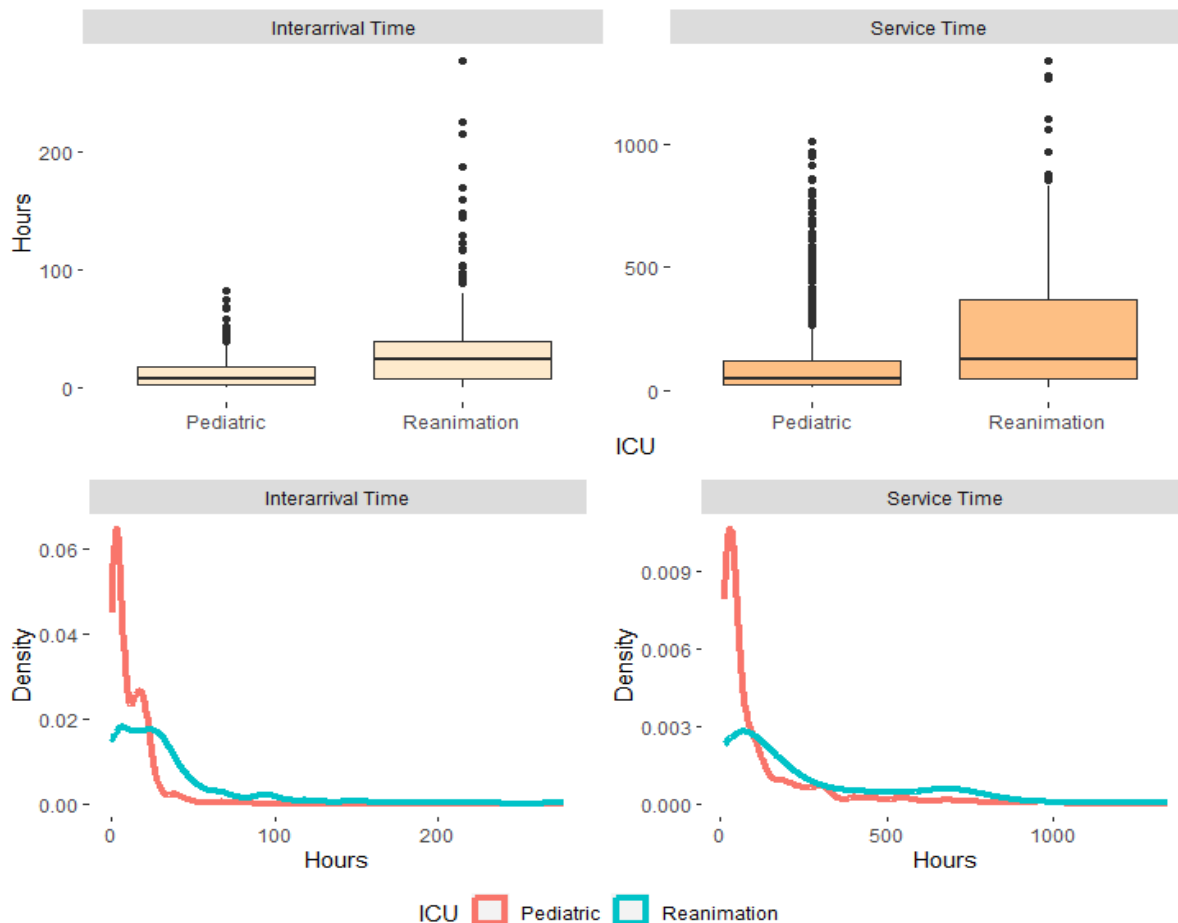 Interarrival Time
Service Time
Hours
200
100
0
1000
500
0
Pediatric
Reanimation
Pediatric
Reanimation
ICU
Interarrival Time
Service Time
Density
0.06
0.04
0.02
0.00
Density
0.009
0.006
0.003
0.000
0
100
200
0
500
1000
Hours
Hours
ICU
Pediatric
Reanimation